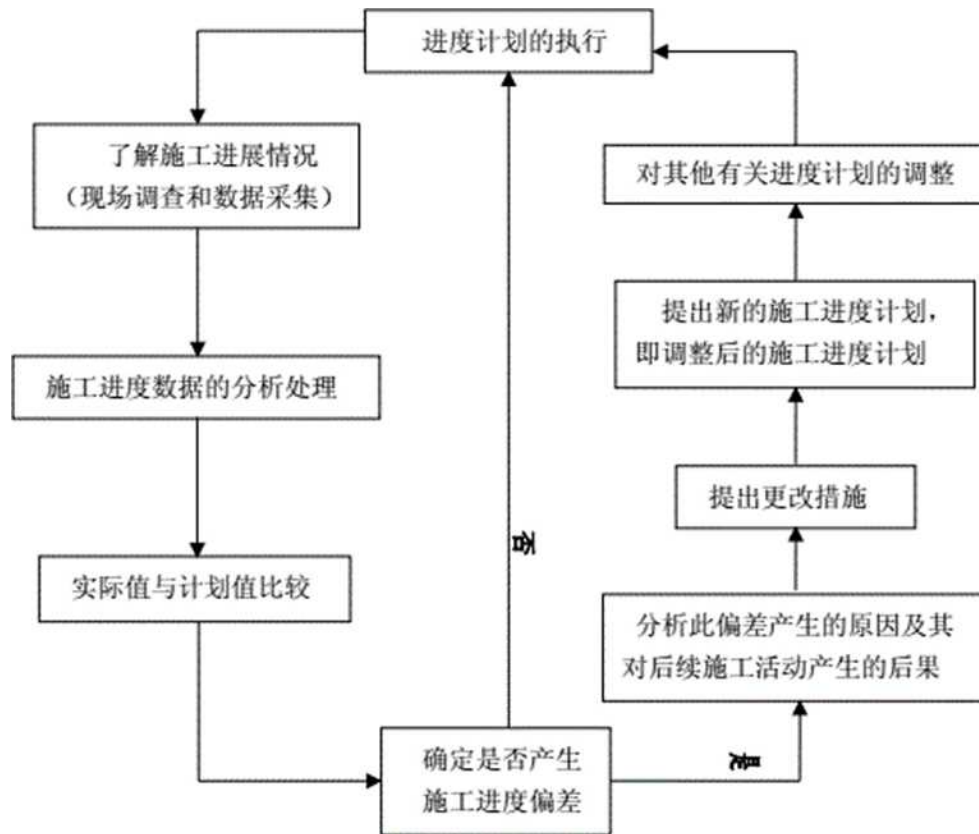 进度计划的执行
了解施工进展情况
（现场调查和数据采集）
施工进度数据的分析处理
实际值与计划值比较
确定是否产生
施工进度偏差
否
是
分析此偏差产生的原因及其
对后续施工活动产生的后果
提出更改措施
提出新的施工进度计划，
即调整后的施工进度计划
对其他有关进度计划的调整